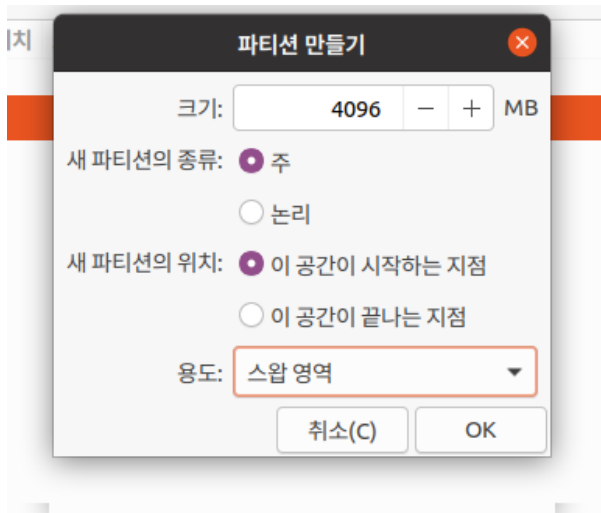 치
파티션 만들기
크기: 4096 − + MB
새 파티션의 종류: 주
논리
새 파티션의 위치: 이 공간이 시작하는 지점
이 공간이 끝나는 지점
용도: 스왑 영역
취소(C) OK